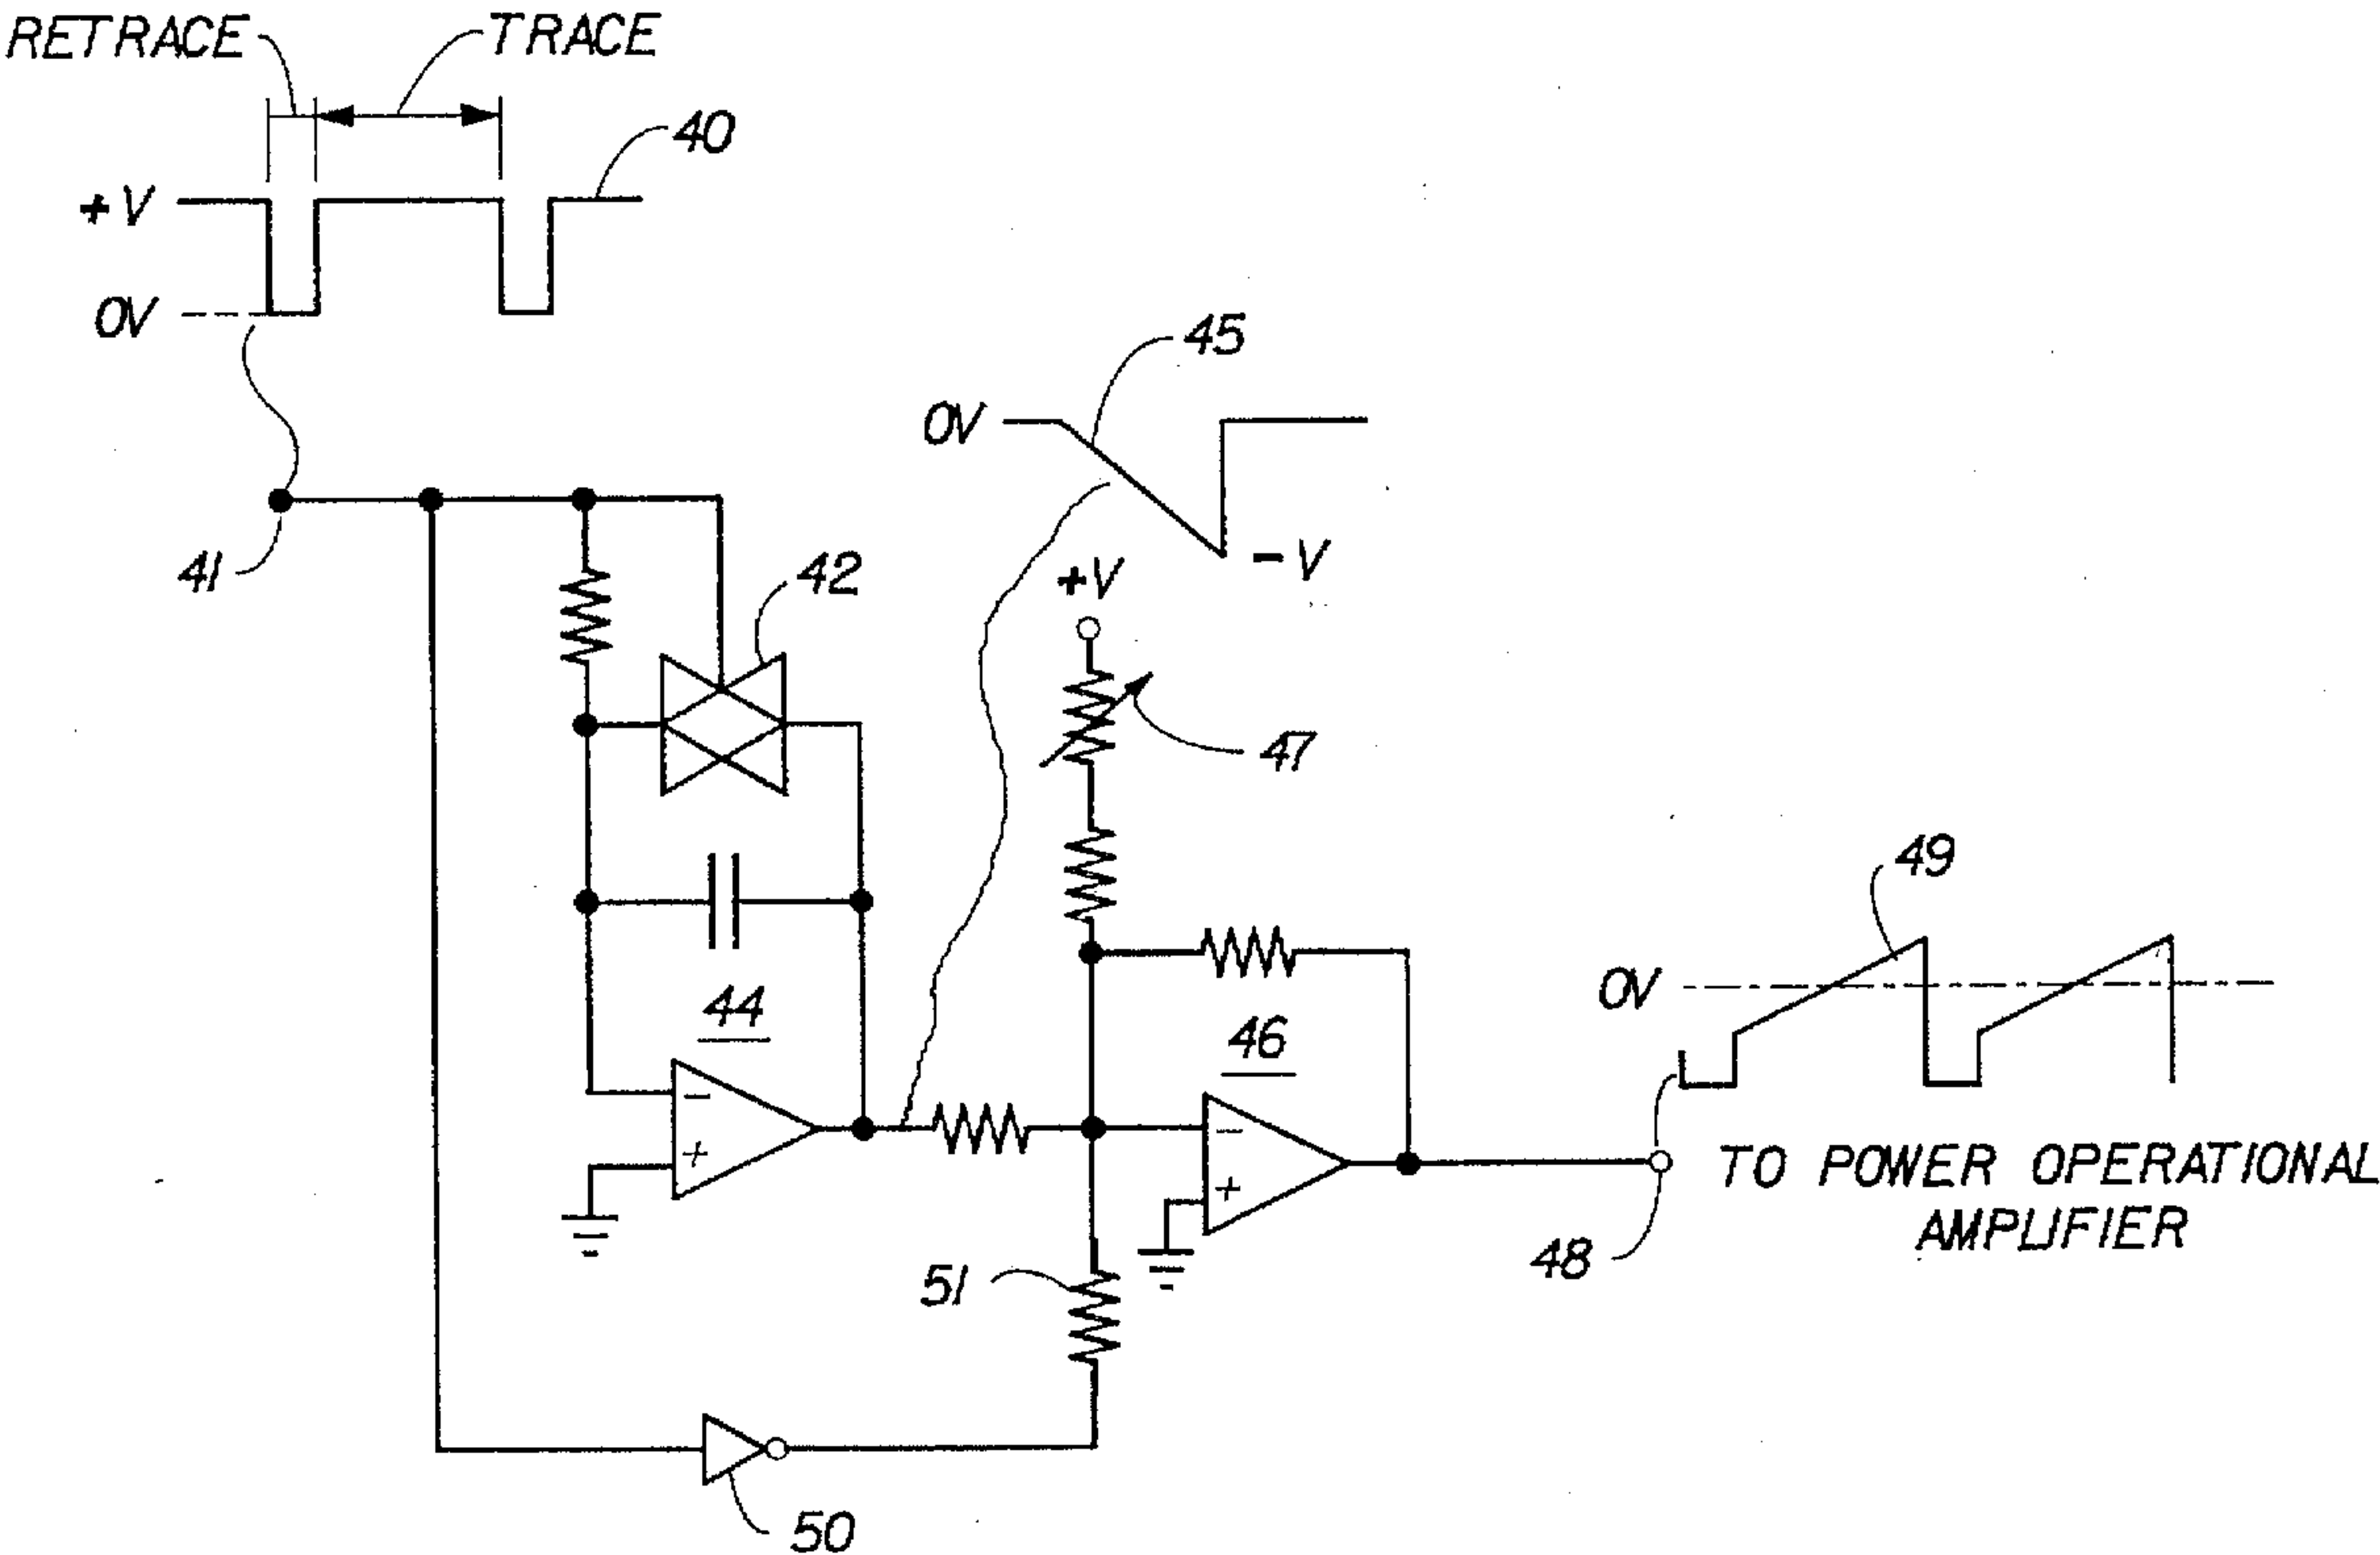 RETRACE TRACE
40
+V
0V
45
0V
41
42
-V
+V
47
49
0V
44
46
- +
- +
TO POWER OPERATIONAL
AMPLIFIER
48
51
50